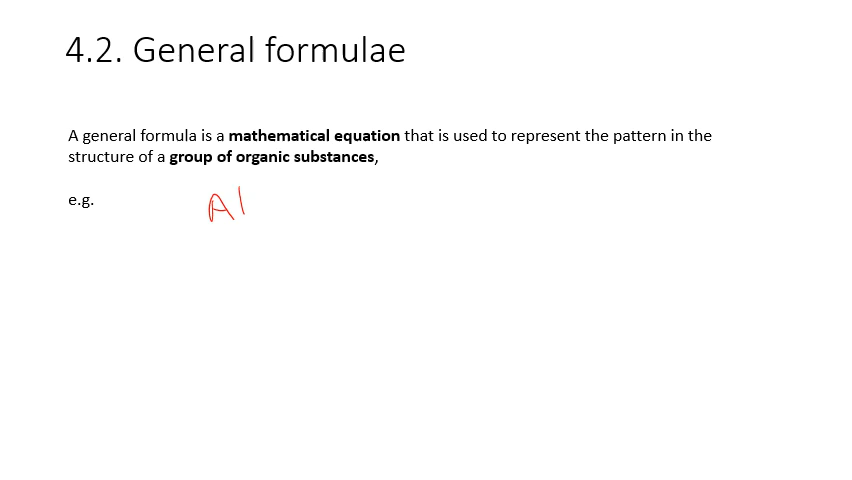 4.2. General formulae
A general formula is a mathematical equation that is used to represent the pattern in the
structure of a group of organic substances,
e.g.
Al